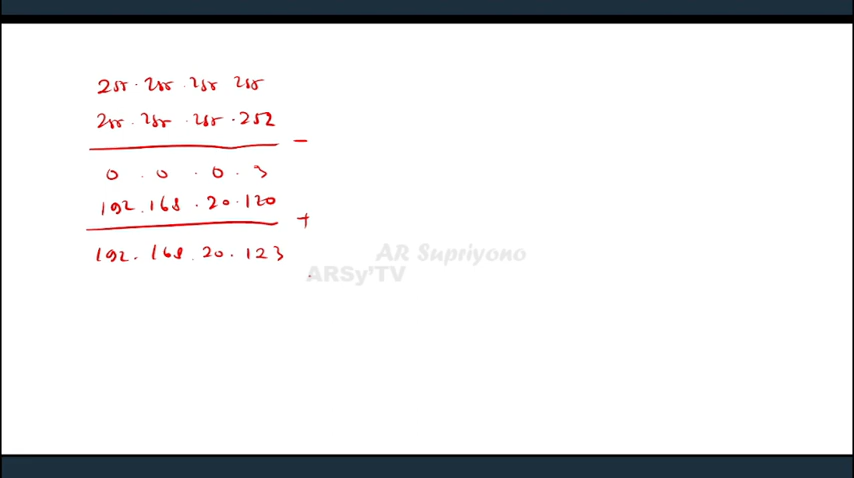 255 . 255 . 255 255
255 . 255 . 255 . 252
-
0 . 0 . 0 . 3
192 . 168 . 20 . 120
+
192 . 168 . 20 . 123
AR Supriyono
ARSy'TV